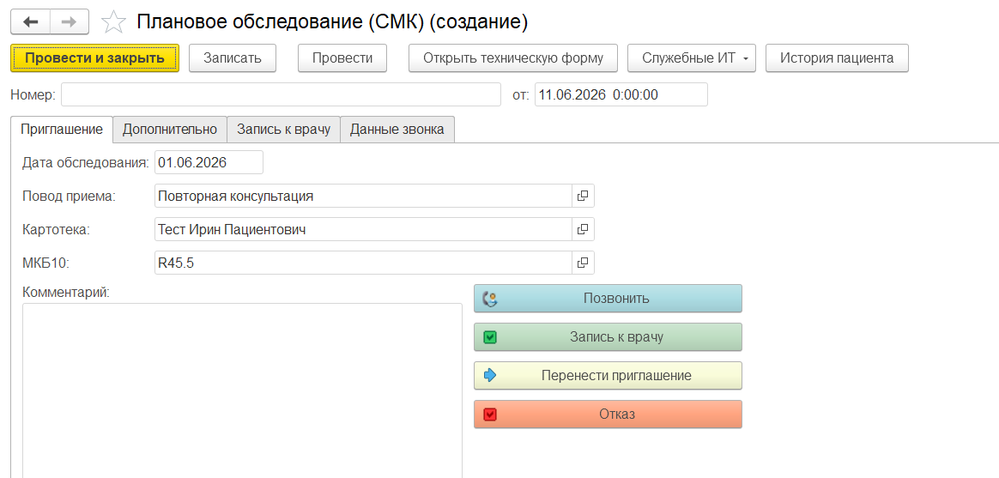 Плановое обследование (СМК) (создание)
Провести и закрыть Записать Провести Открыть техническую форму Служебные ИТ История пациента
Номер: от: 11.06.2026 0:00:00
Приглашение Дополнительно Запись к врачу Данные звонка
Дата обследования: 01.06.2026
Повод приема: Повторная консультация
Картотека: Тест Ирин Пациентович
МКБ10: R45.5
Комментарий:
Позвонить
Запись к врачу
Перенести приглашение
Отказ